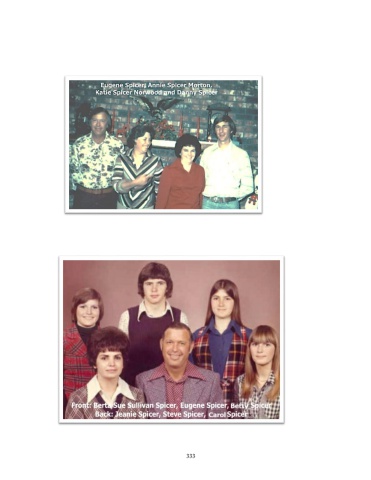 Eugene Spicer, Annie Spicer Morton,
Katie Spicer Norwood and Danny Spicer
Front: Berta Sue Sullivan Spicer, Eugene Spicer, Betsy Spicer
Back: Jeanie Spicer, Steve Spicer, Carol Spicer
333